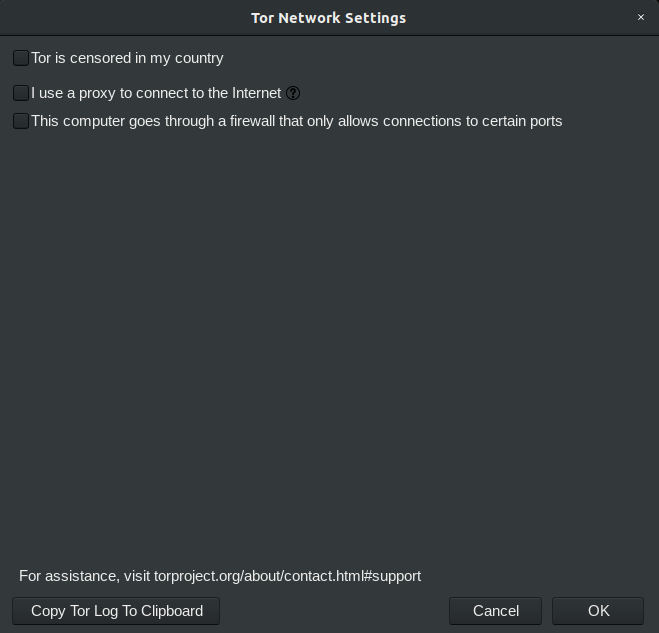 Tor Network Settings
Tor is censored in my country
I use a proxy to connect to the Internet
This computer goes through a firewall that only allows connections to certain ports
For assistance, visit torproject.org/about/contact.html#support
Copy Tor Log To Clipboard
Cancel
OK